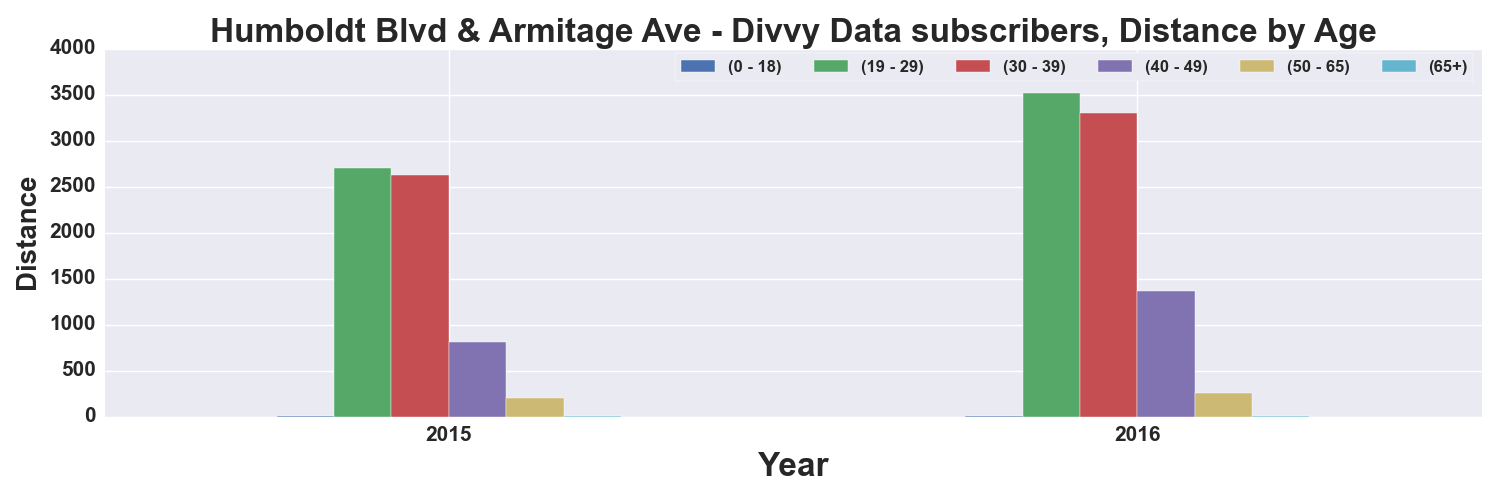 Humboldt Blvd & Armitage Ave - Divvy Data subscribers, Distance by Age
(0 - 18) (19 - 29) (30 - 39) (40 - 49) (50 - 65) (65+)
4000
3500
3000
2500
2000
1500
1000
500
0
Distance
2015 2016
Year